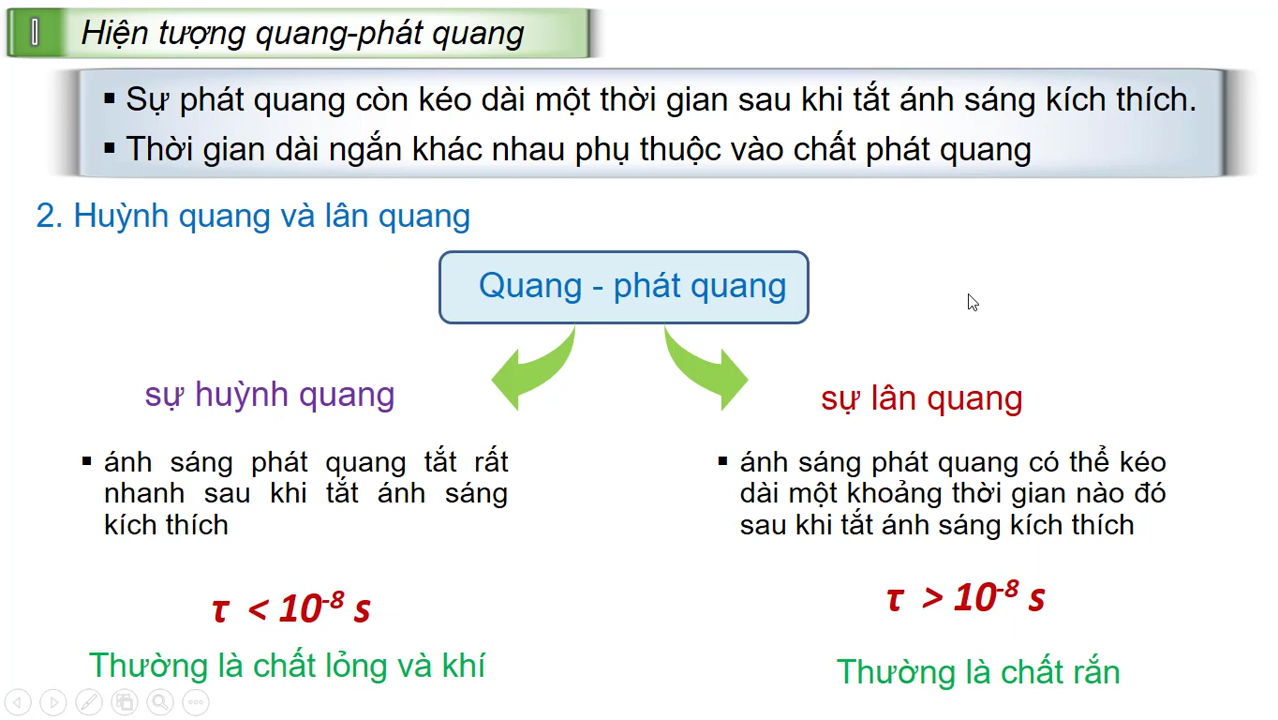 I Hiện tượng quang-phát quang
▪ Sự phát quang còn kéo dài một thời gian sau khi tắt ánh sáng kích thích.
▪ Thời gian dài ngắn khác nhau phụ thuộc vào chất phát quang
2. Huỳnh quang và lân quang
Quang - phát quang
sự huỳnh quang
▪ ánh sáng phát quang tắt rất
nhanh sau khi tắt ánh sáng
kích thích
τ < 10⁻⁸ s
Thường là chất lỏng và khí
sự lân quang
▪ ánh sáng phát quang có thể kéo
dài một khoảng thời gian nào đó
sau khi tắt ánh sáng kích thích
τ > 10⁻⁸ s
Thường là chất rắn